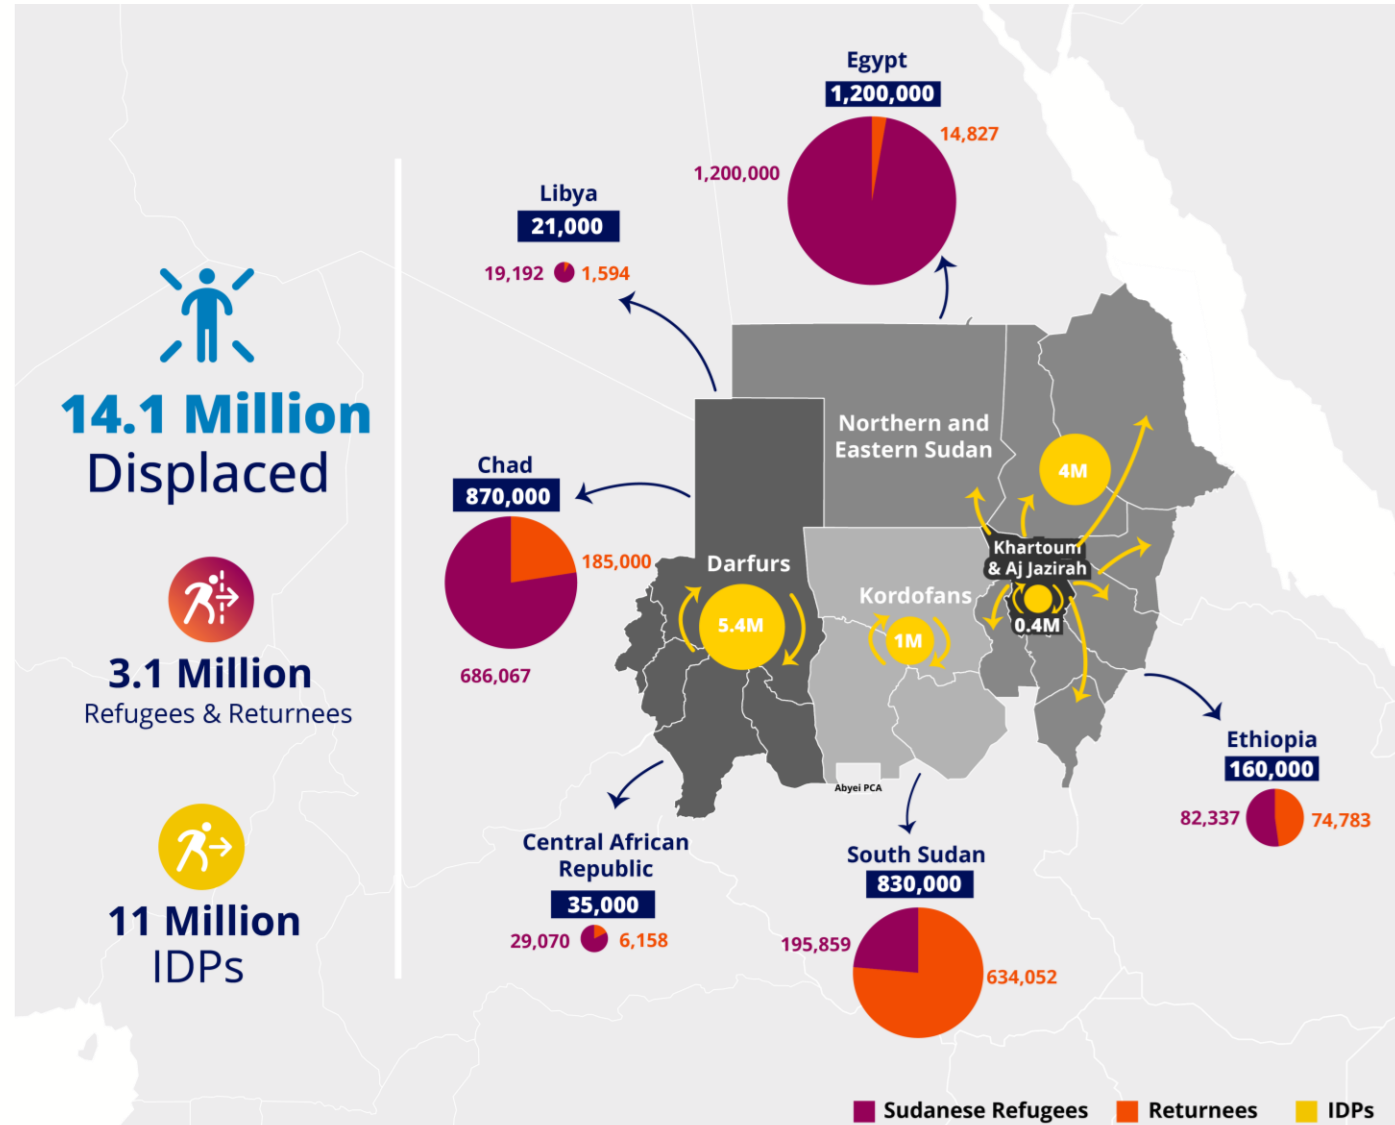 14.1 Million
Displaced
3.1 Million
Refugees & Returnees
11 Million
IDPs
Egypt
1,200,000
14,827
1,200,000
Libya
21,000
19,192
1,594
Chad
870,000
185,000
686,067
Northern and
Eastern Sudan
4M
Khartoum
& Aj Jazirah
0.4M
Darfurs
5.4M
Kordofans
1M
Abyei PCA
Central African
Republic
35,000
29,070
6,158
South Sudan
830,000
195,859
634,052
Ethiopia
160,000
82,337
74,783
Sudanese Refugees
Returnees
IDPs